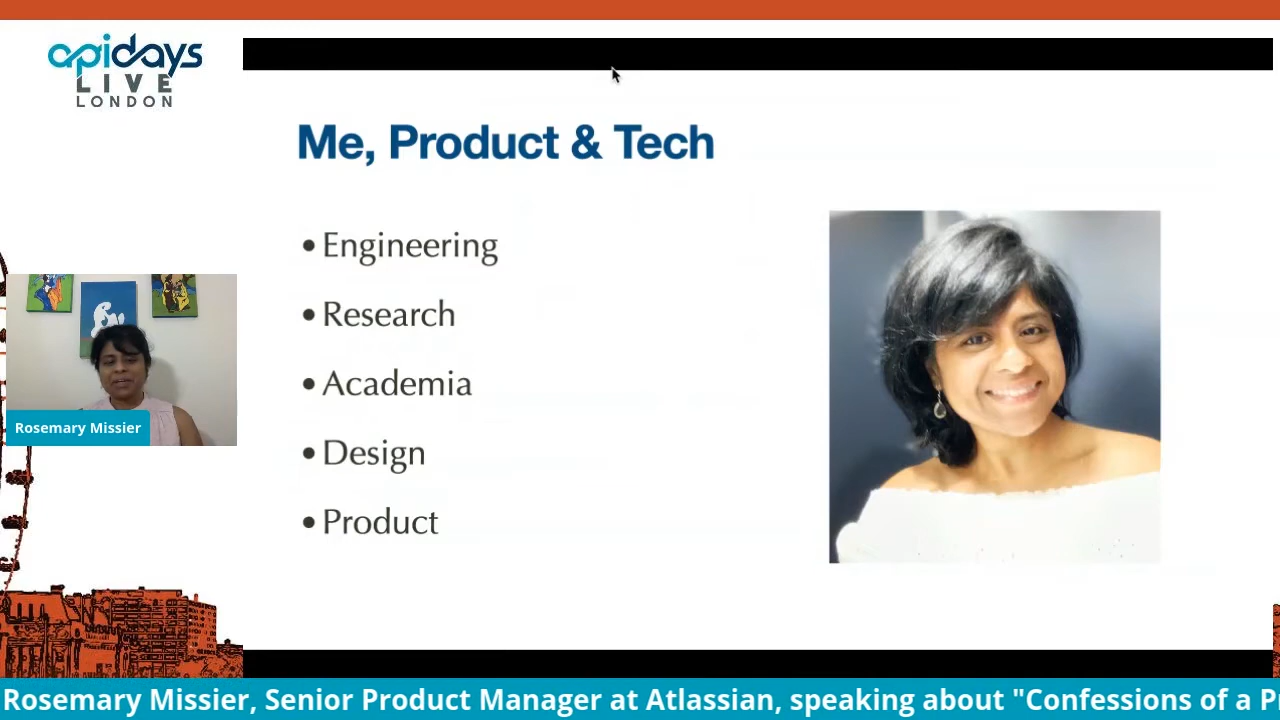 apidays
LIVE
LONDON
Me, Product & Tech
• Engineering
• Research
• Academia
• Design
• Product
Rosemary Missier
Rosemary Missier, Senior Product Manager at Atlassian, speaking about "Confessions of a P